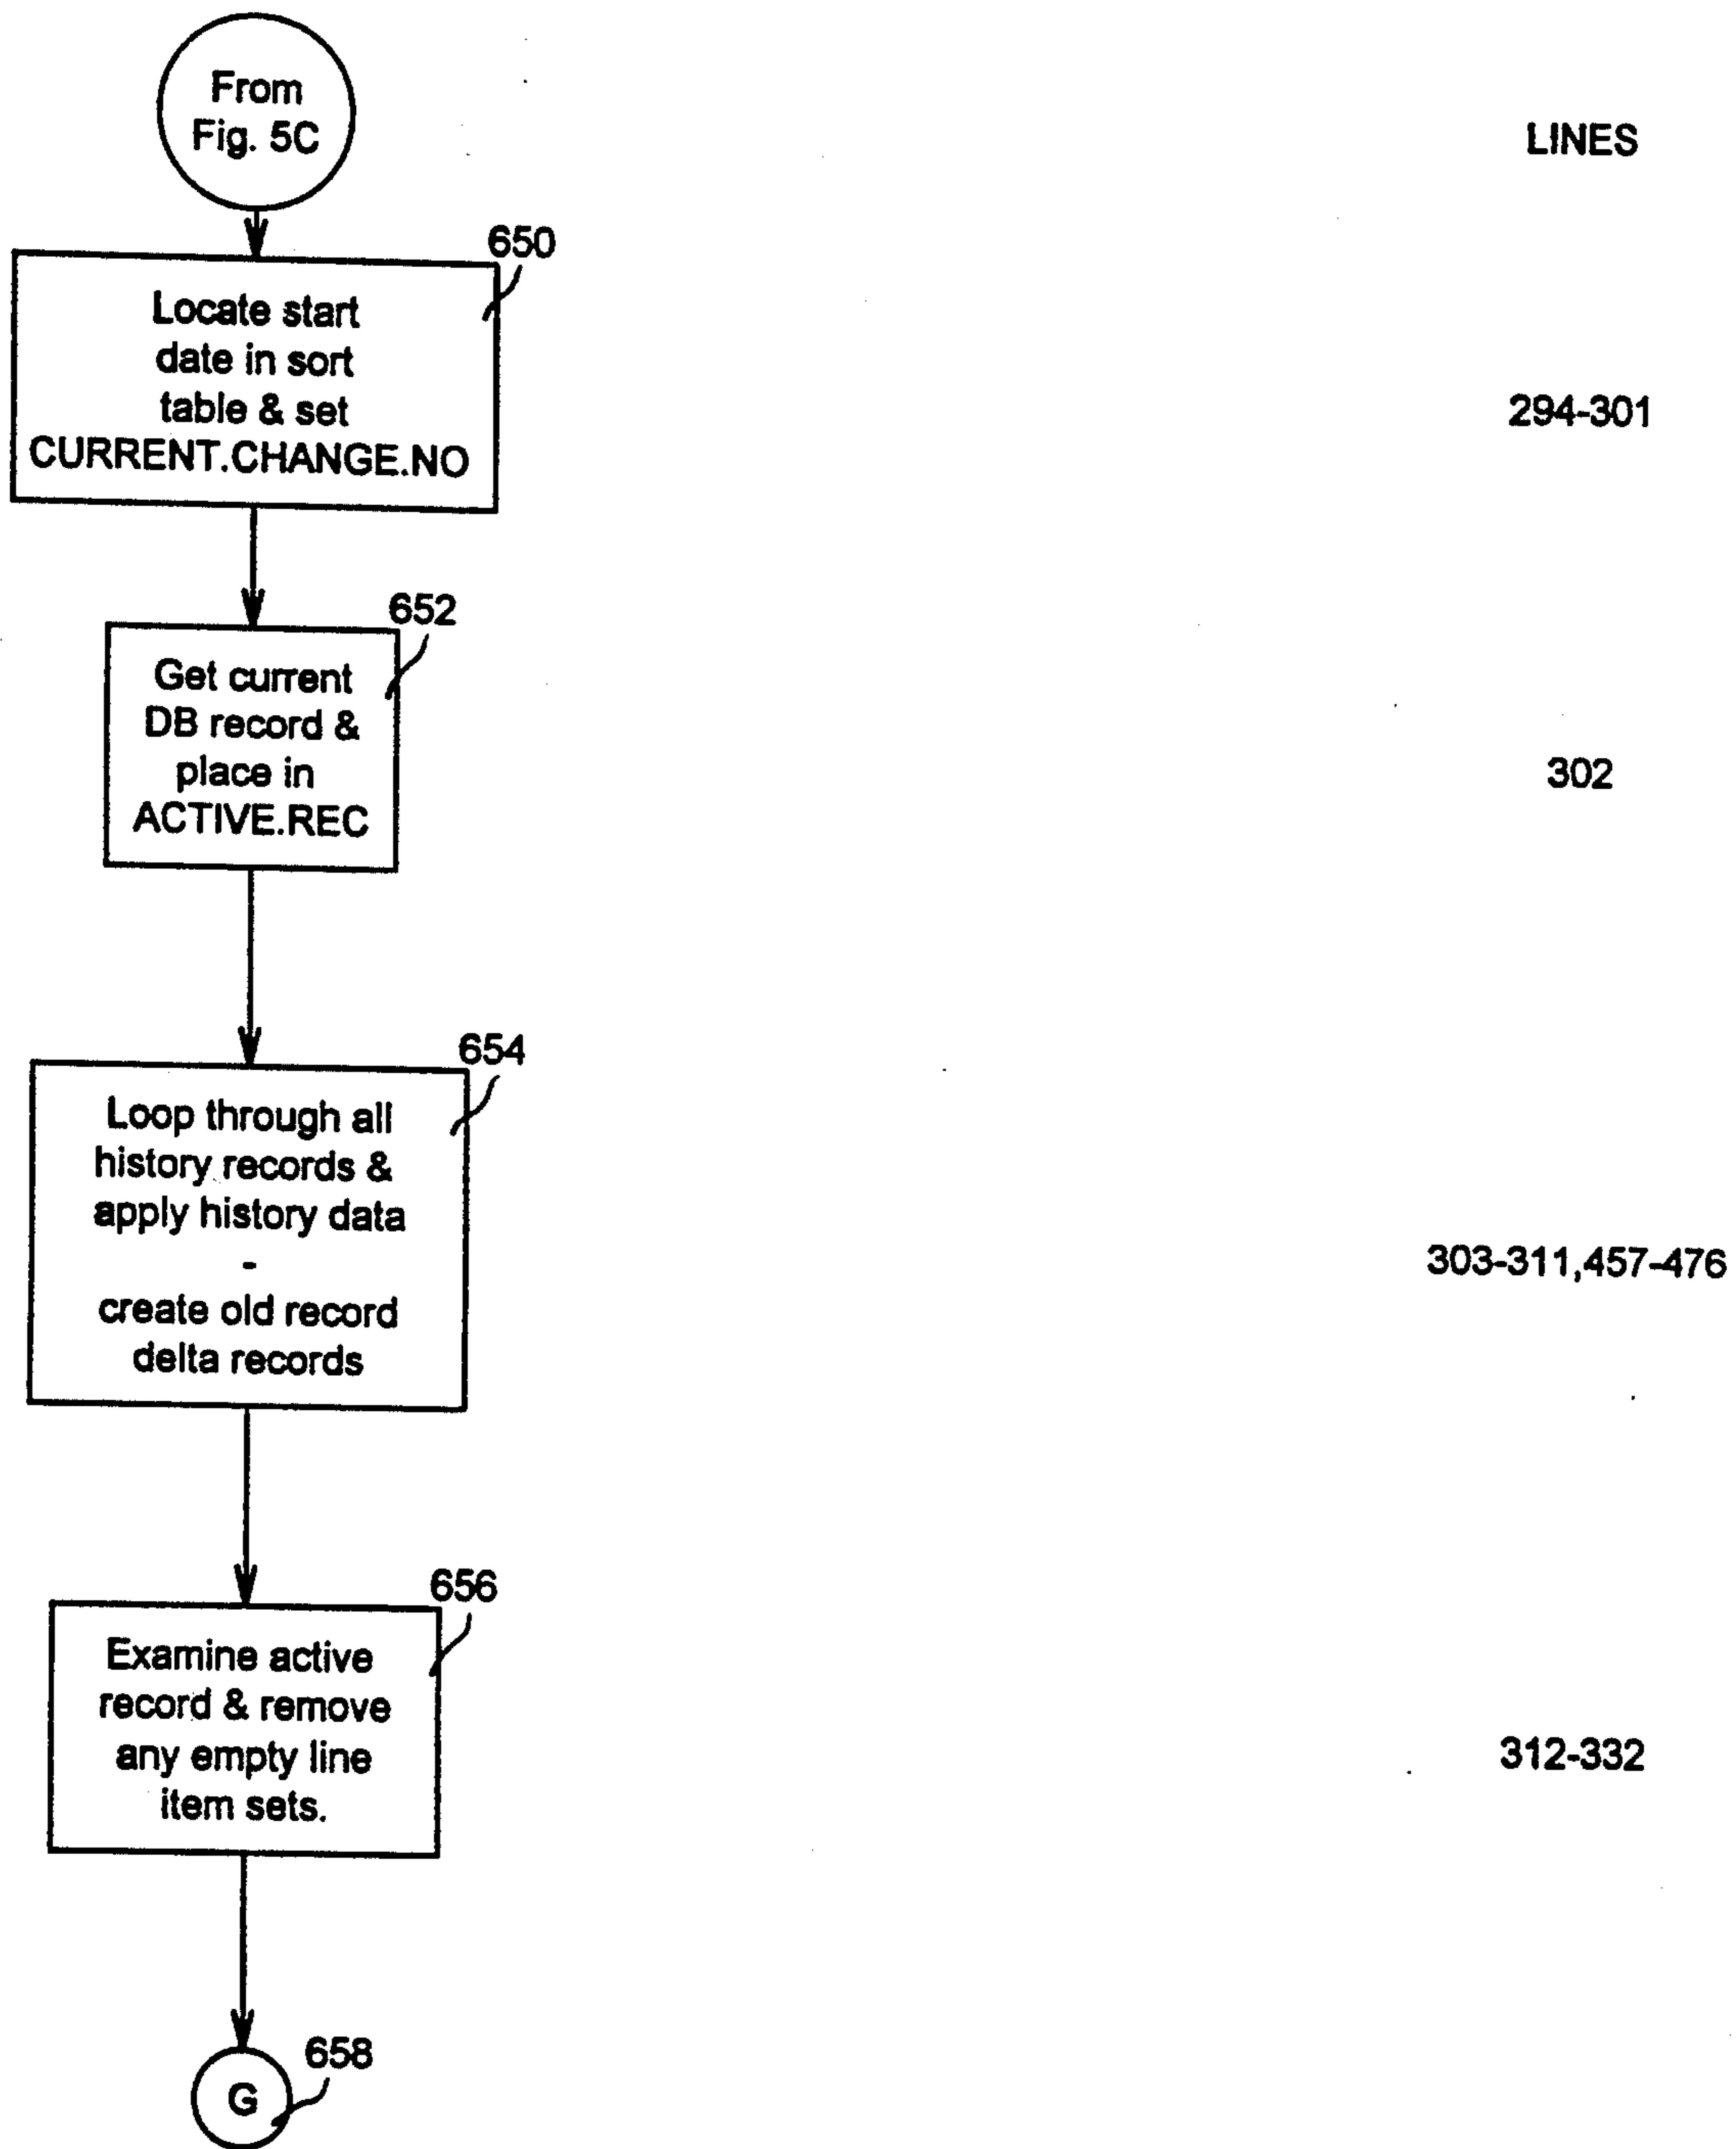 From
Fig. 5C
LINES
650
Locate start
date in sort
table & set
CURRENT.CHANGE.NO
294-301
652
Get current
DB record &
place in
ACTIVE.REC
302
654
Loop through all
history records &
apply history data
-
create old record
delta records
303-311,457-476
656
Examine active
record & remove
any empty line
item sets.
312-332
658
G